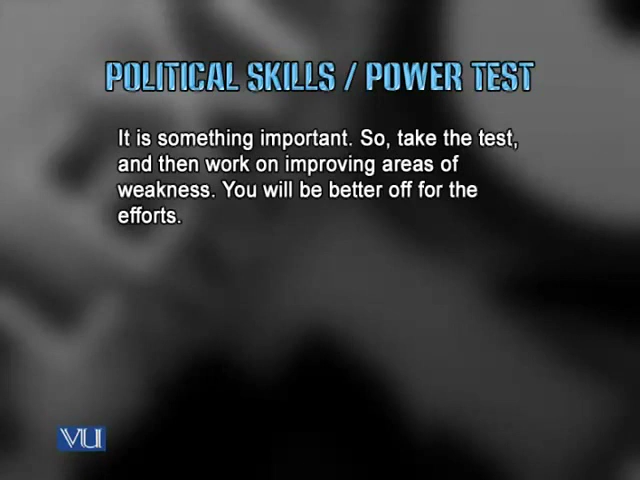 POLITICAL SKILLS / POWER TEST
It is something important. So, take the test,
and then work on improving areas of
weakness. You will be better off for the
efforts.
VU